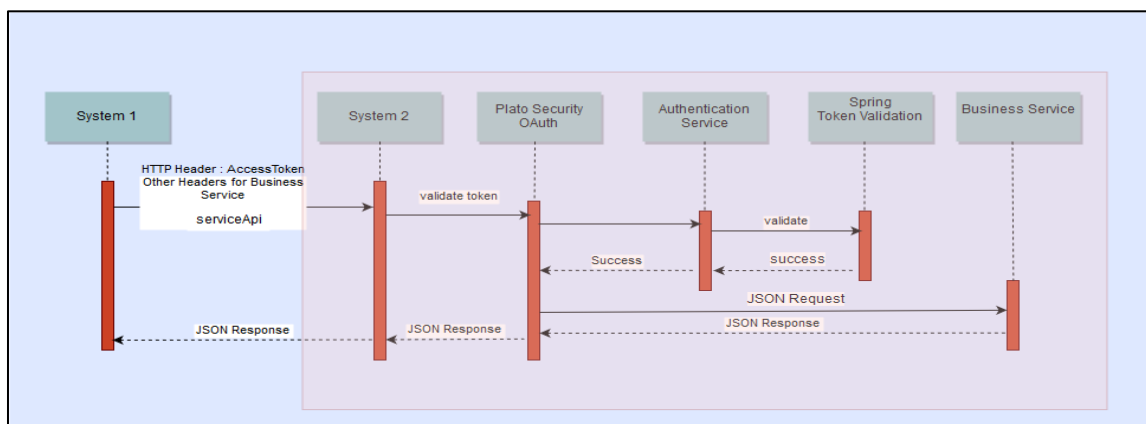 System 1
System 2
Plato Security
OAuth
Authentication
Service
Spring
Token Validation
Business Service
HTTP Header : AccessToken
Other Headers for Business
Service
serviceApi
validate token
validate
Success
success
JSON Request
JSON Response
JSON Response
JSON Response